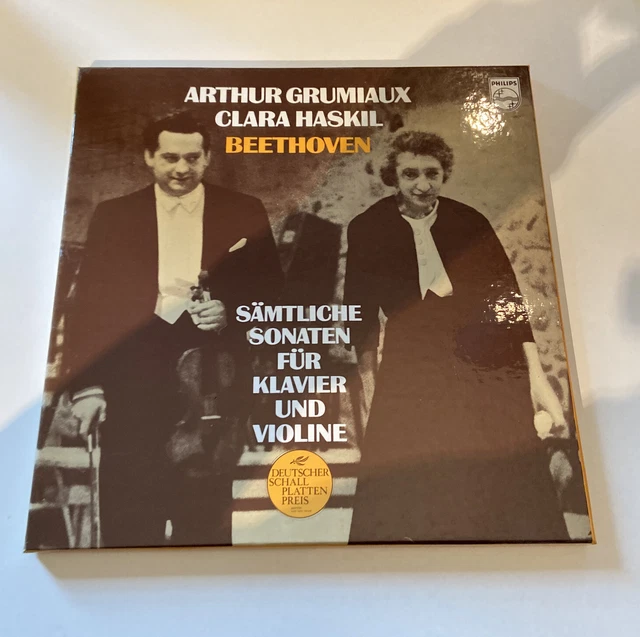 ARTHUR GRUMIAUX
CLARA HASKIL
BEETHOVEN
PHILIPS
SÄMTLICHE
SONATEN
FÜR
KLAVIER
UND
VIOLINE
DEUTSCHER
SCHALL
PLATTEN
PREIS